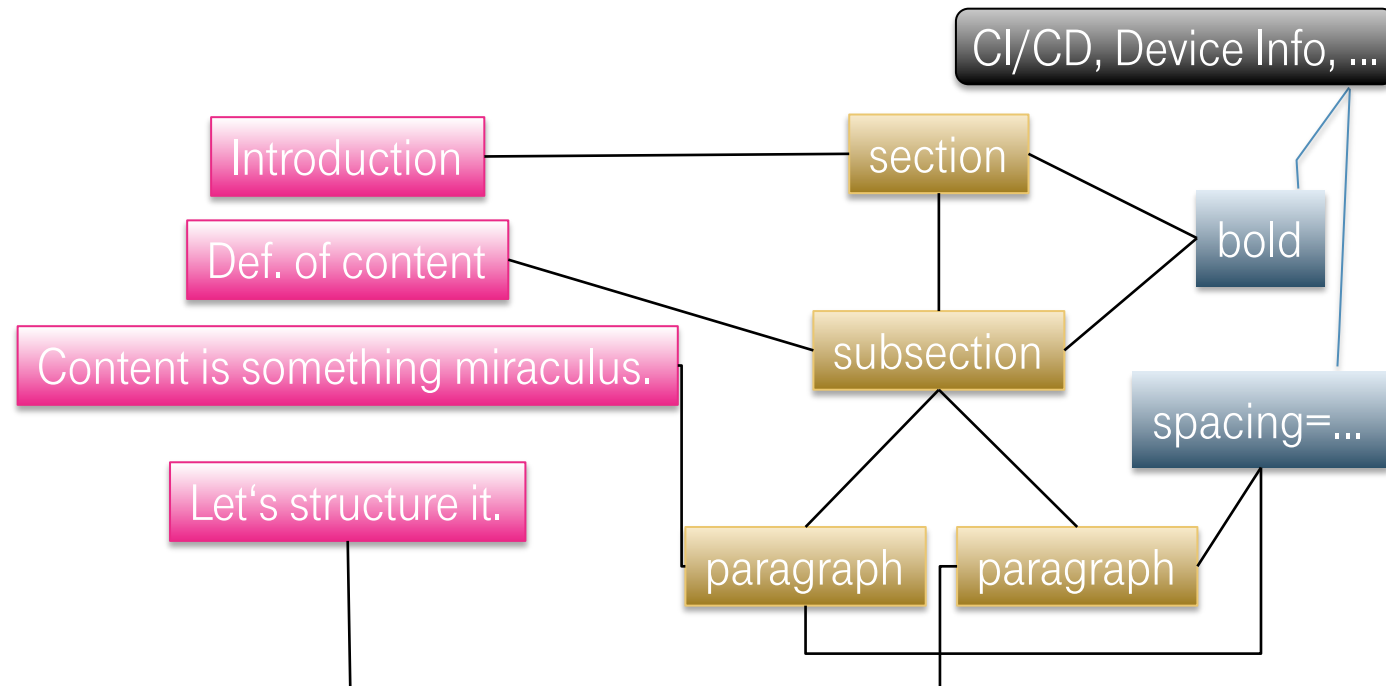 CI/CD, Device Info, ...
Introduction
section
bold
Def. of content
subsection
Content is something miraculus.
spacing=...
Let‘s structure it.
paragraph
paragraph